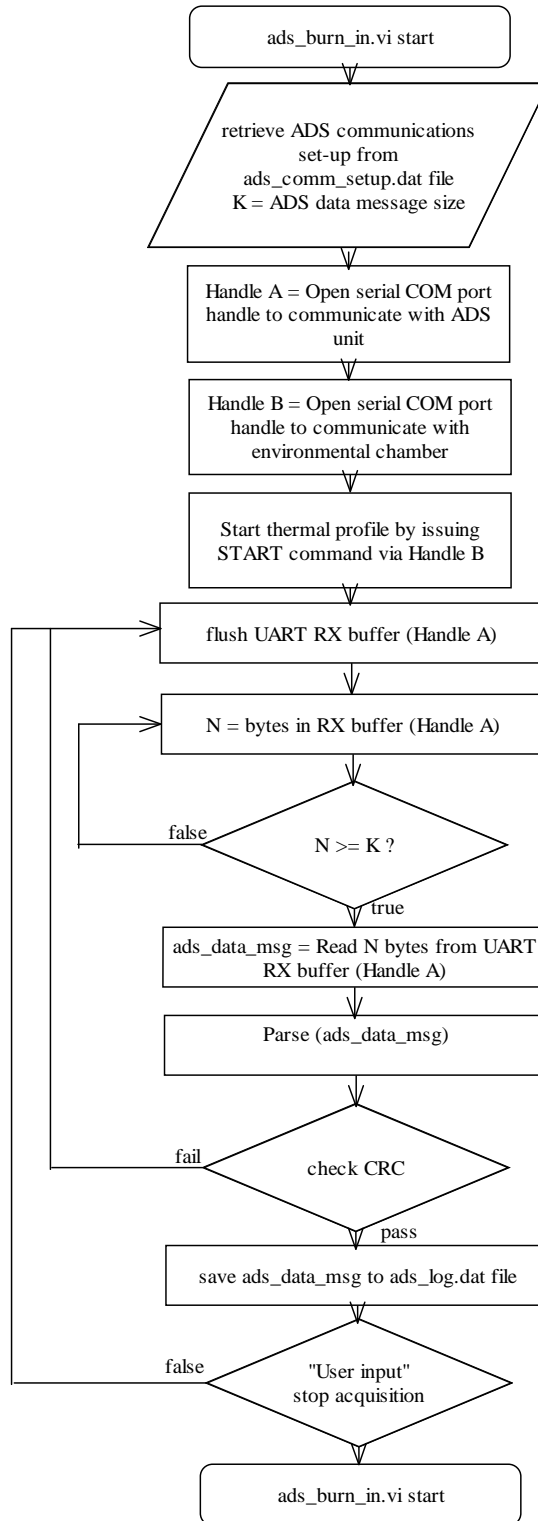 ads_burn_in.vi start
retrieve ADS communications
set-up from
ads_comm_setup.dat file
K = ADS data message size
Handle A = Open serial COM port
handle to communicate with ADS
unit
Handle B = Open serial COM port
handle to communicate with
environmental chamber
Start thermal profile by issuing
START command via Handle B
flush UART RX buffer (Handle A)
N = bytes in RX buffer (Handle A)
false
N >= K ?
true
ads_data_msg = Read N bytes from UART
RX buffer (Handle A)
Parse (ads_data_msg)
fail
check CRC
pass
save ads_data_msg to ads_log.dat file
false
"User input"
stop acquisition
ads_burn_in.vi start